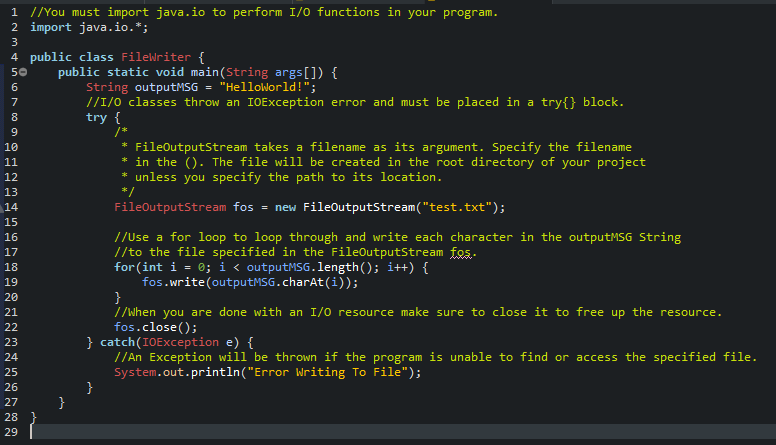 1 //You must import java.io to perform I/O functions in your program.
2 import java.io.*;
3
4 public class FileWriter {
5 public static void main(String args[]) {
6 String outputMSG = "HelloWorld!";
7 //I/O classes throw an IOException error and must be placed in a try{} block.
8 try {
9 /*
10 * FileOutputStream takes a filename as its argument. Specify the filename
11 * in the (). The file will be created in the root directory of your project
12 * unless you specify the path to its location.
13 */
14 FileOutputStream fos = new FileOutputStream("test.txt");
15
16 //Use a for loop to loop through and write each character in the outputMSG String
17 //to the file specified in the FileOutputStream fos.
18 for(int i = 0; i < outputMSG.length(); i++) {
19 fos.write(outputMSG.charAt(i));
20 }
21 //When you are done with an I/O resource make sure to close it to free up the resource.
22 fos.close();
23 } catch(IOException e) {
24 //An Exception will be thrown if the program is unable to find or access the specified file.
25 System.out.println("Error Writing To File");
26 }
27 }
28 }
29